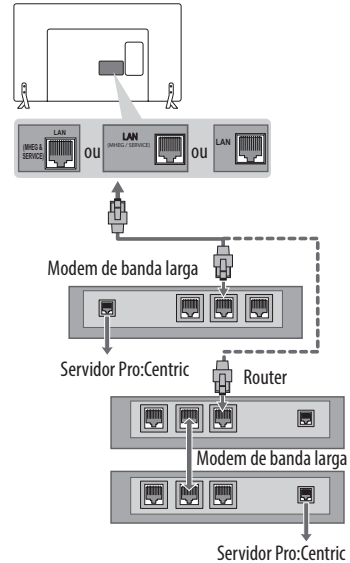 LAN
(MHEG &
SERVICE)
ou
LAN
(MHEG / SERVICE)
ou
LAN
Modem de banda larga
Servidor Pro:Centric
Router
Modem de banda larga
Servidor Pro:Centric